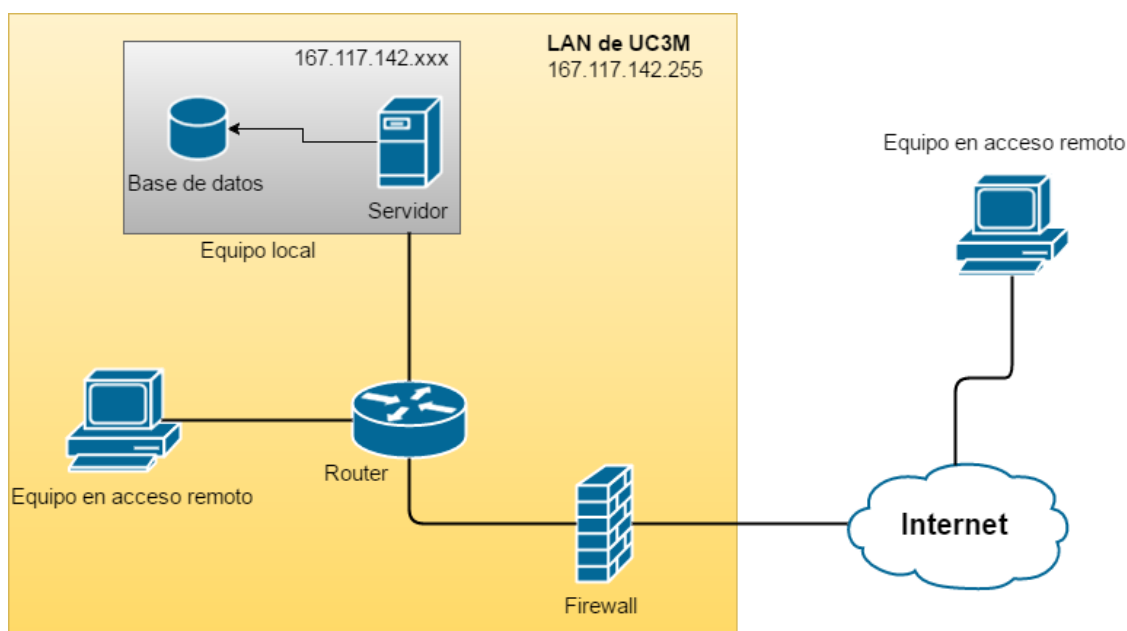 LAN de UC3M
167.117.142.255
167.117.142.xxx
Base de datos
Servidor
Equipo local
Equipo en acceso remoto
Router
Equipo en acceso remoto
Internet
Firewall